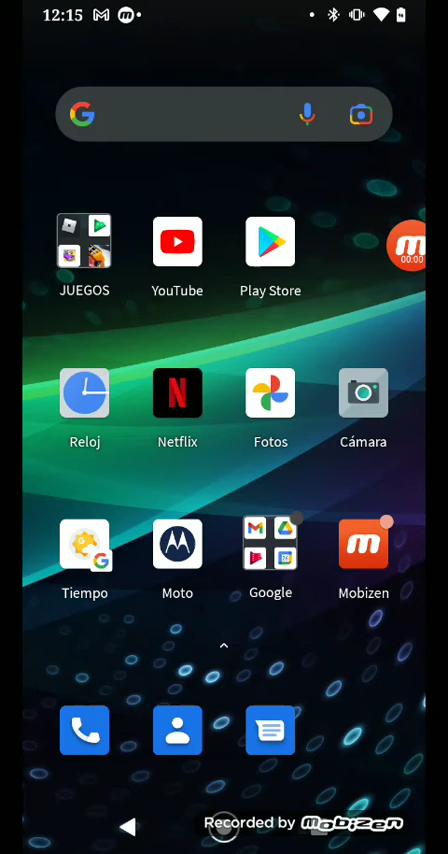 12:15
JUEGOS YouTube Play Store
00:00
Reloj Netflix Fotos Cámara
Tiempo Moto Google Mobizen
Recorded by Mobizen